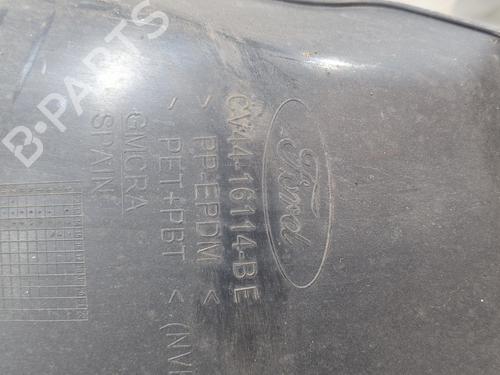 B-PARTS
Ford
CV44-16114-BE
> PP-EPDM <
> PET+PBT <
GMCRA
SPAIN